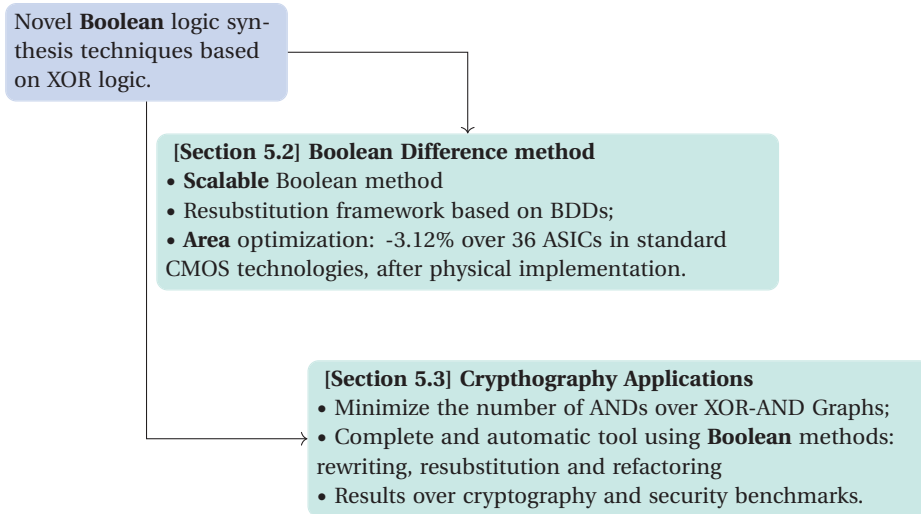 Novel Boolean logic syn-
thesis techniques based
on XOR logic.
[Section 5.2] Boolean Difference method
• Scalable Boolean method
• Resubstitution framework based on BDDs;
• Area optimization: -3.12% over 36 ASICs in standard
CMOS technologies, after physical implementation.
[Section 5.3] Crypthography Applications
• Minimize the number of ANDs over XOR-AND Graphs;
• Complete and automatic tool using Boolean methods:
rewriting, resubstitution and refactoring
• Results over cryptography and security benchmarks.